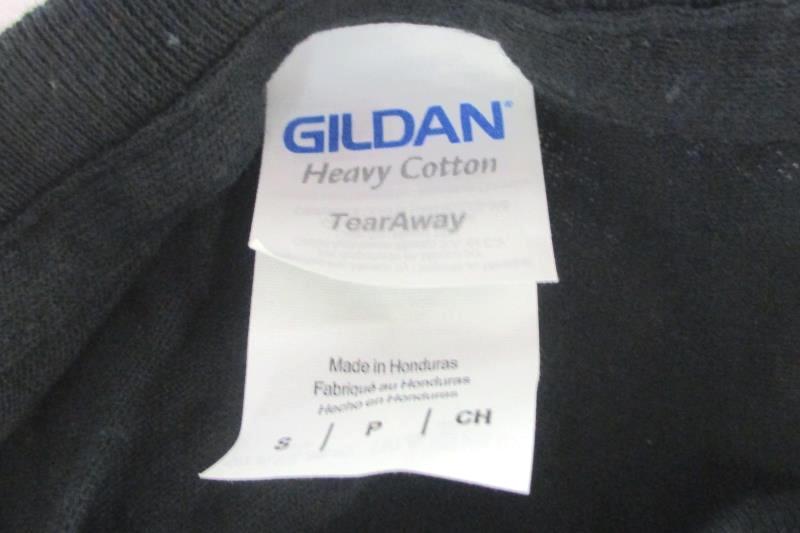 GILDAN®
Heavy Cotton
TearAway
Made in Honduras
Fabriqué au Honduras
Hecho en Honduras
S / P / CH